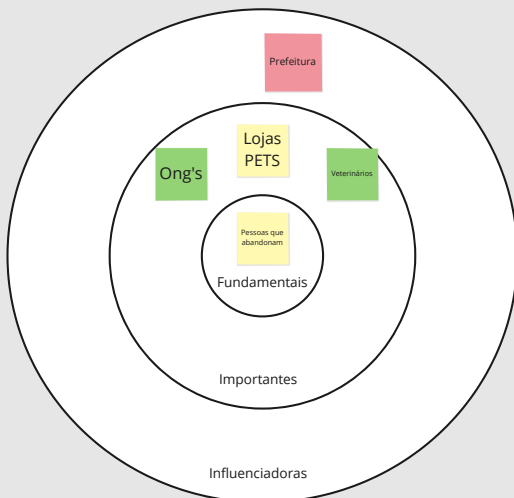 Prefeitura
Lojas
PETS
Ong's
Veterinários
Pessoas que
abandonam
Fundamentais
Importantes
Influenciadoras